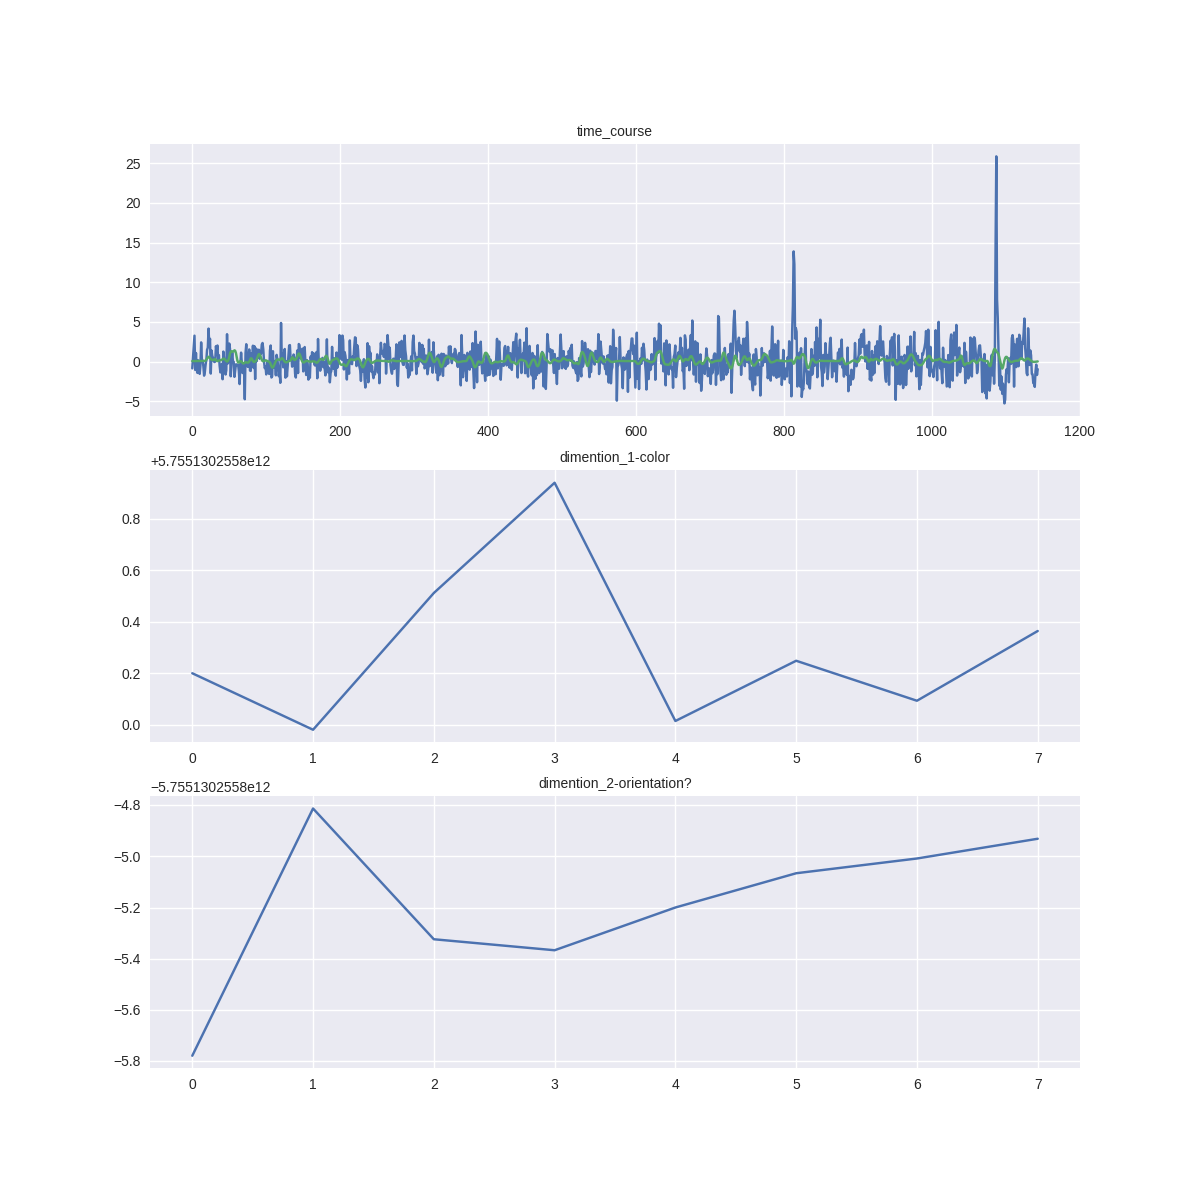 time_course
25
20
15
10
5
0
−5
0 200 400 600 800 1000 1200
+5.7551302558e12
dimention_1-color
0.8
0.6
0.4
0.2
0.0
0 1 2 3 4 5 6 7
−5.7551302558e12
dimention_2-orientation?
−4.8
−5.0
−5.2
−5.4
−5.6
−5.8
0 1 2 3 4 5 6 7